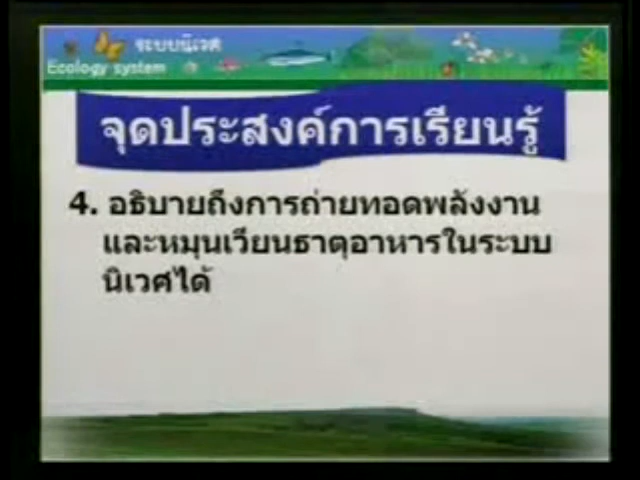 ระบบนิเวศ
Ecology system
จุดประสงค์การเรียนรู้
4. อธิบายถึงการถ่ายทอดพลังงาน
และหมุนเวียนธาตุอาหารในระบบ
นิเวศได้